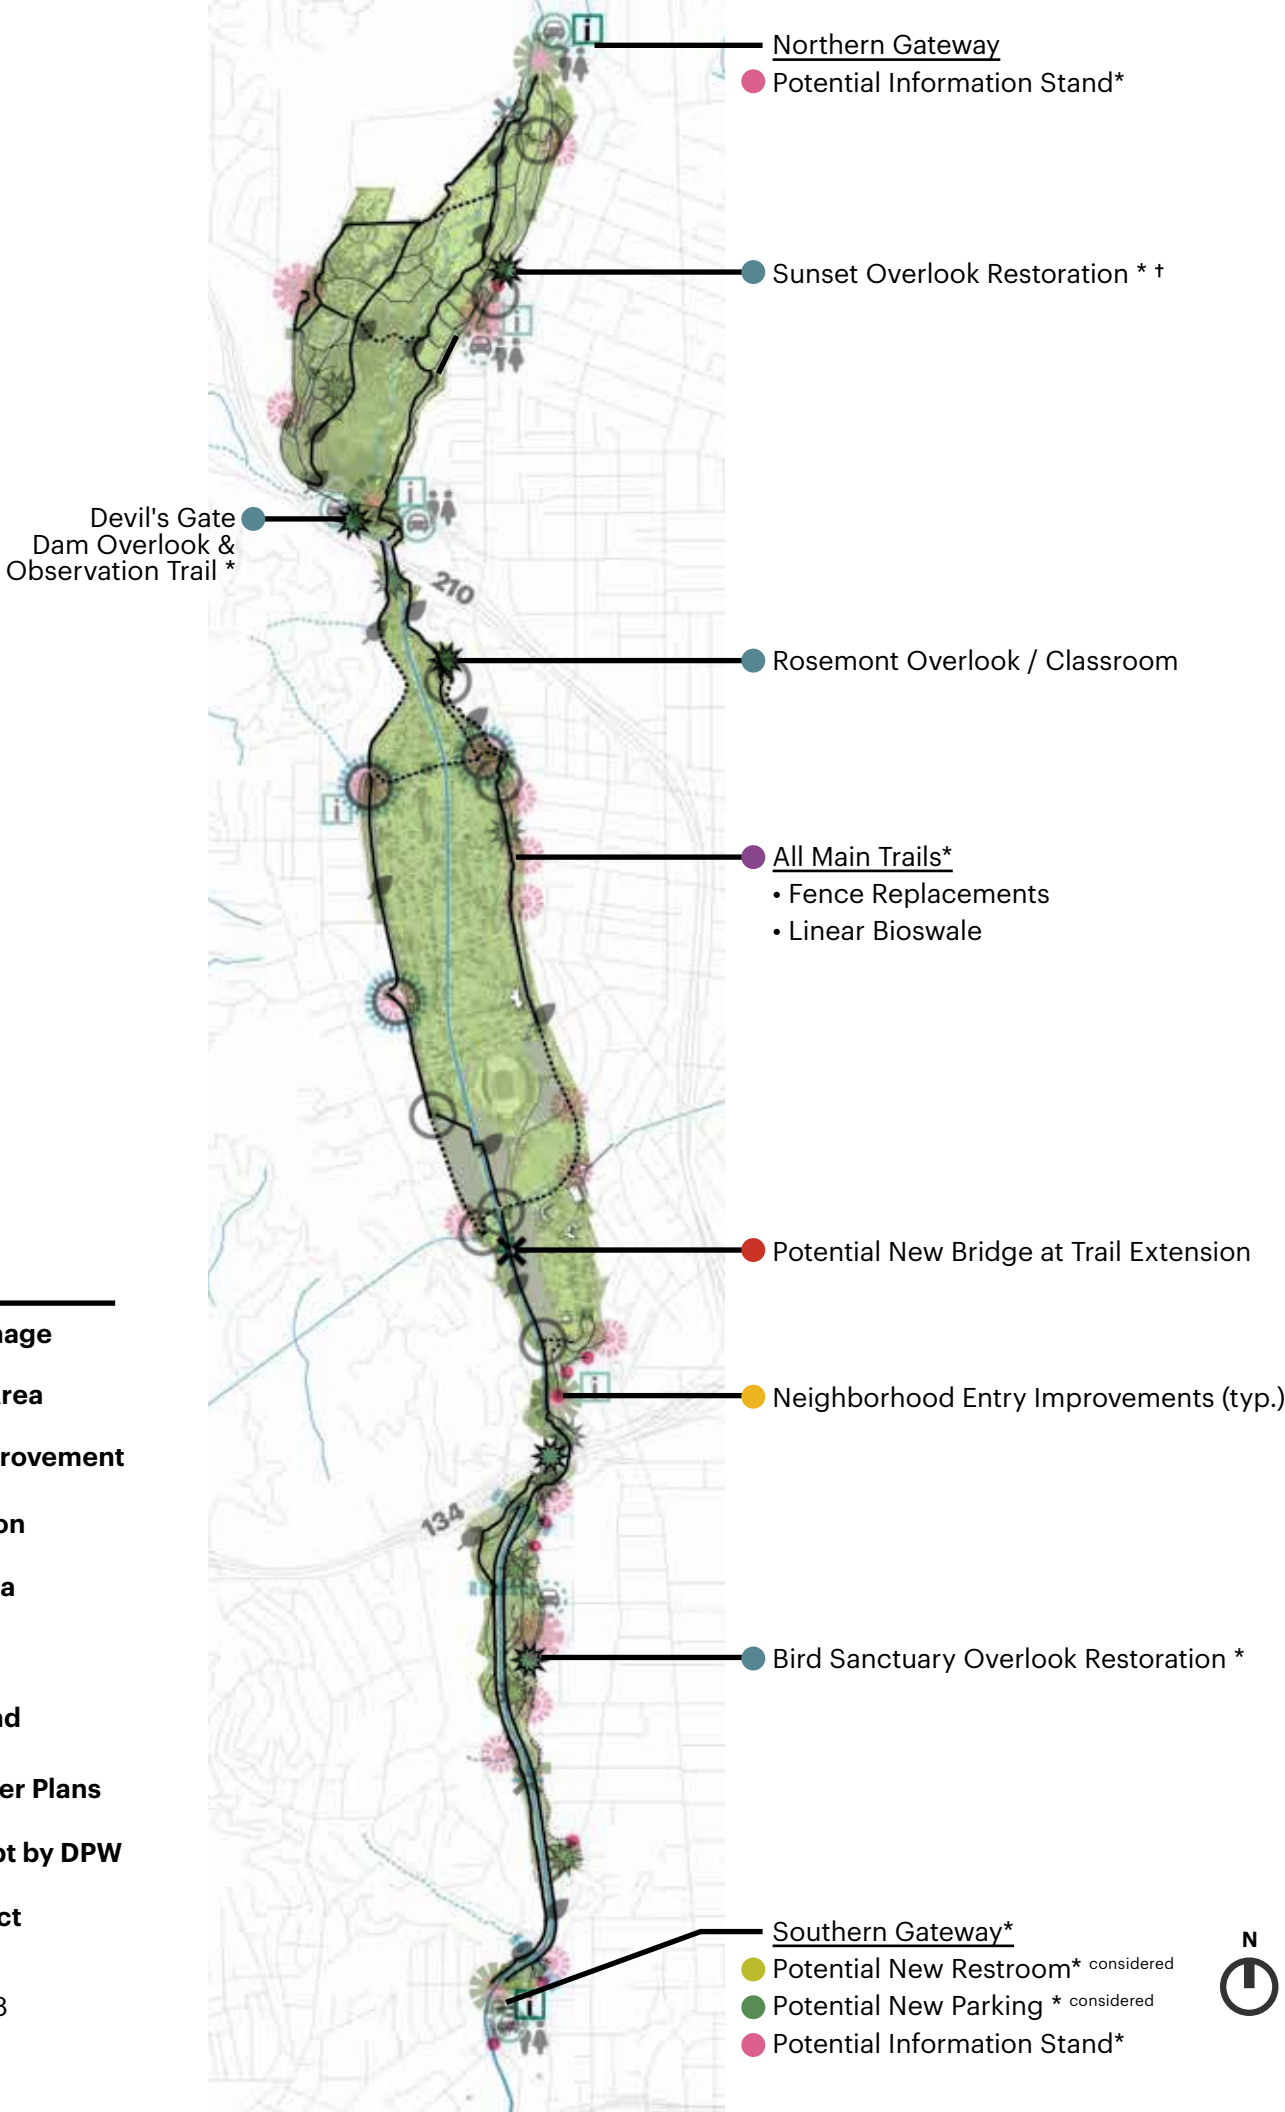 Northern Gateway
Potential Information Stand*
Sunset Overlook Restoration * †
Devil's Gate
Dam Overlook &
Observation Trail *
210
Rosemont Overlook / Classroom
All Main Trails*
• Fence Replacements
• Linear Bioswale
Potential New Bridge at Trail Extension
Neighborhood Entry Improvements (typ.)
134
Bird Sanctuary Overlook Restoration *
Southern Gateway*
Potential New Restroom* considered
Potential New Parking * considered
Potential Information Stand*
N
i
i
i
i
i
i
nage
rea
rovement
on
a
nd
er Plans
pt by DPW
ct